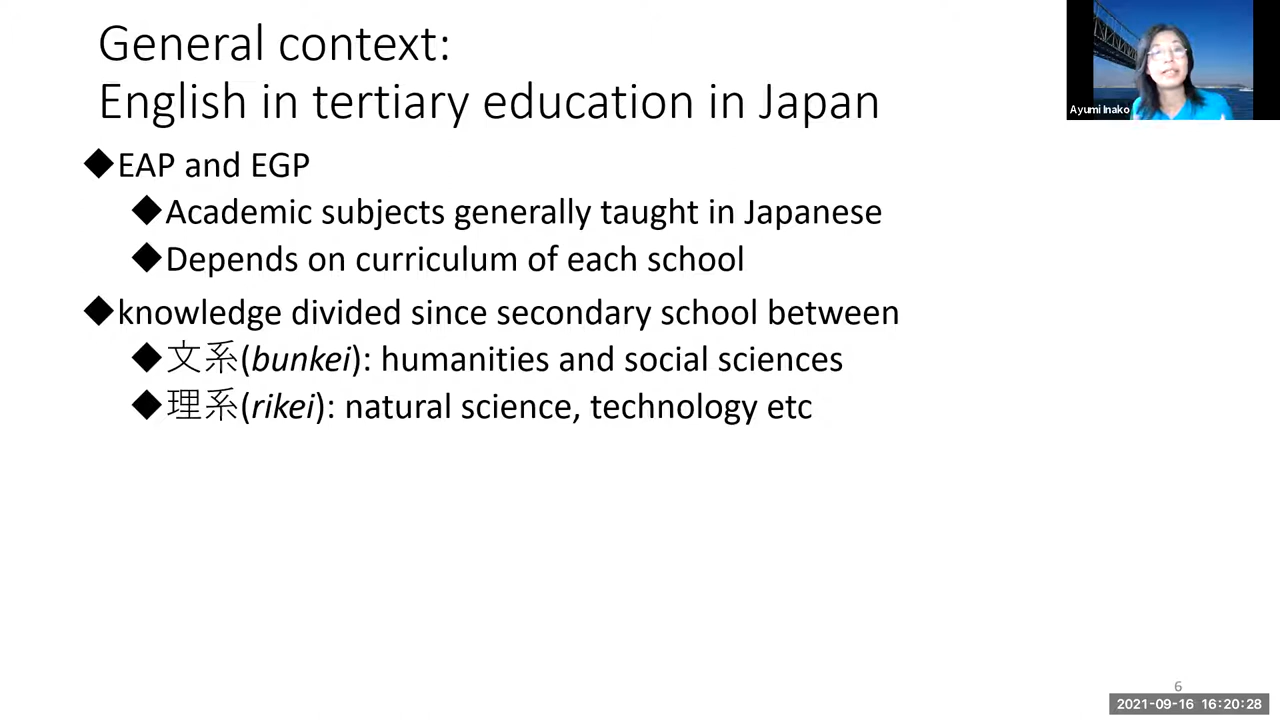 General context:
English in tertiary education in Japan
Ayumi Inako
◆EAP and EGP
◆Academic subjects generally taught in Japanese
◆Depends on curriculum of each school
◆knowledge divided since secondary school between
◆文系(bunkei): humanities and social sciences
◆理系(rikei): natural science, technology etc
6
2021-09-16 16:20:28